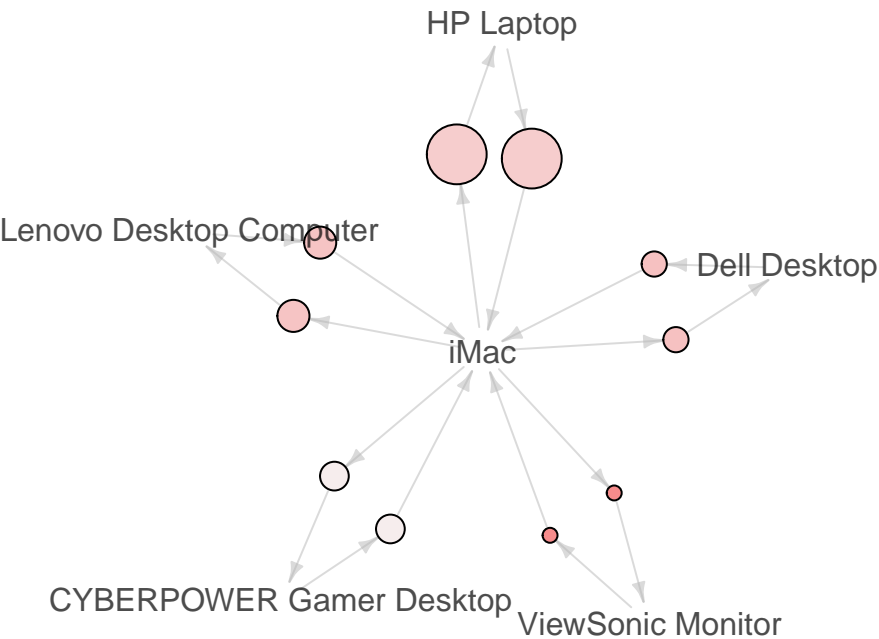 HP Laptop
Lenovo Desktop Computer
Dell Desktop
iMac
CYBERPOWER Gamer Desktop
ViewSonic Monitor